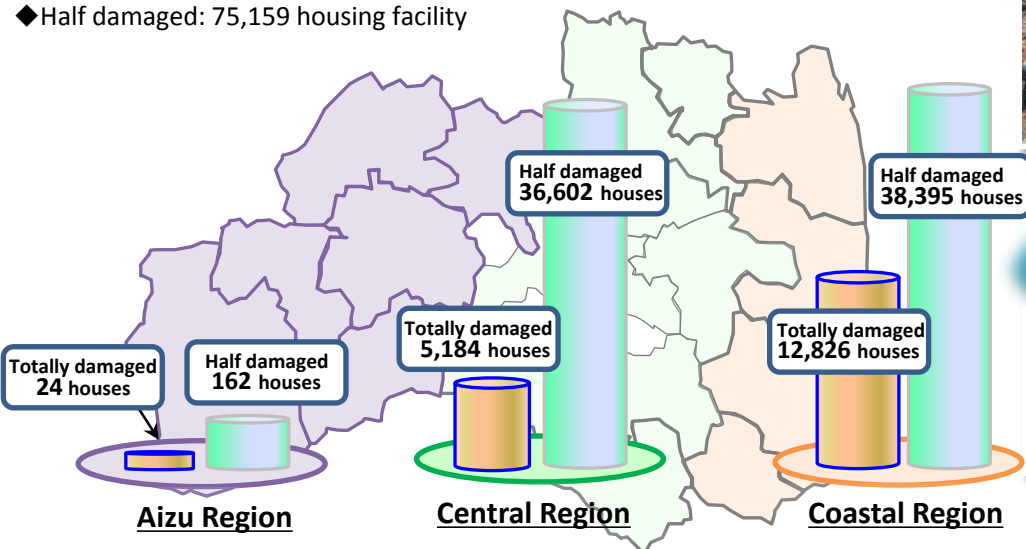 ◆Half damaged: 75,159 housing facility
Half damaged
36,602 houses
Half damaged
38,395 houses
Totally damaged
5,184 houses
Totally damaged
12,826 houses
Totally damaged
24 houses
Half damaged
162 houses
Aizu Region
Central Region
Coastal Region